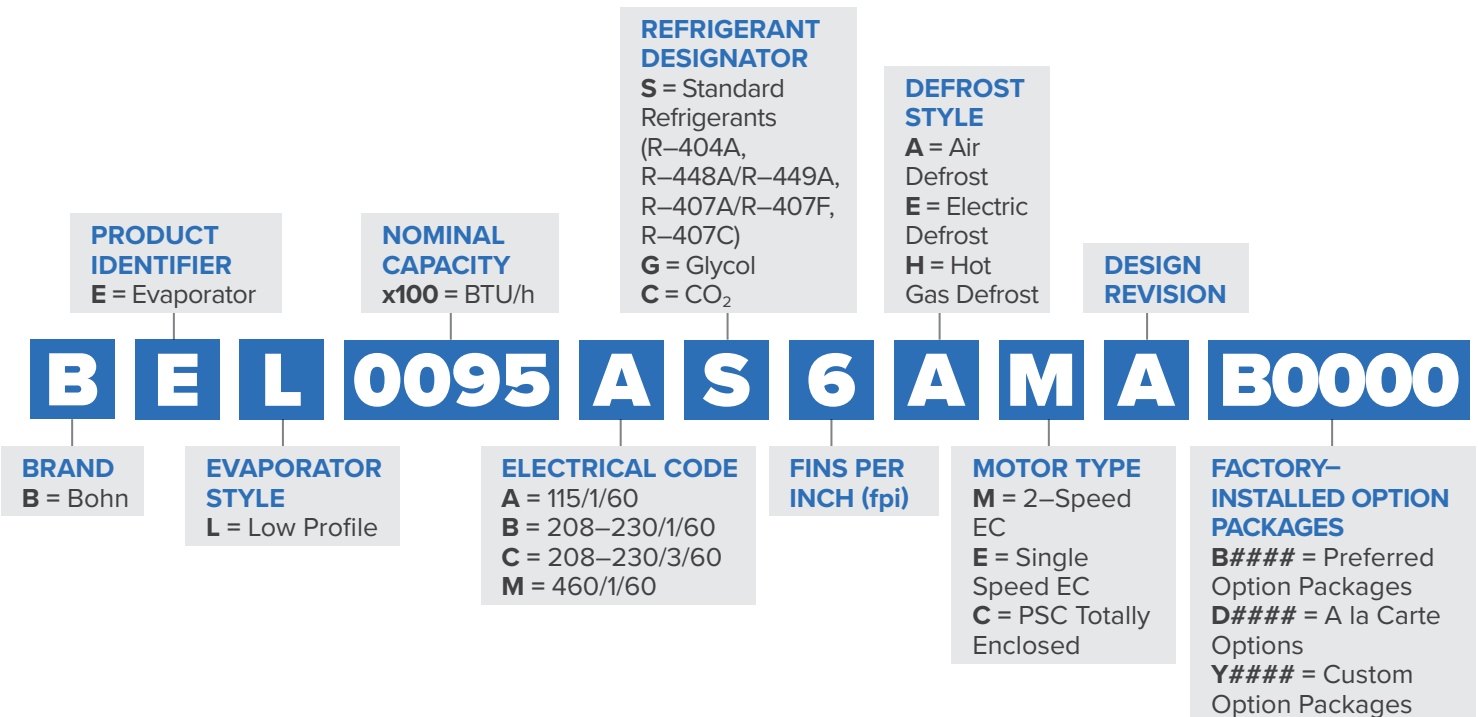 REFRIGERANT
DESIGNATOR
S = Standard
Refrigerants
(R–404A,
R–448A/R–449A,
R–407A/R–407F,
R–407C)
G = Glycol
C = CO₂
DEFROST
STYLE
A = Air
Defrost
E = Electric
Defrost
H = Hot
Gas Defrost
PRODUCT
IDENTIFIER
E = Evaporator
NOMINAL
CAPACITY
x100 = BTU/h
DESIGN
REVISION
B E L 0095 A S 6 A M A B0000
BRAND
B = Bohn
EVAPORATOR
STYLE
L = Low Profile
ELECTRICAL CODE
A = 115/1/60
B = 208–230/1/60
C = 208–230/3/60
M = 460/1/60
FINS PER
INCH (fpi)
MOTOR TYPE
M = 2–Speed
EC
E = Single
Speed EC
C = PSC Totally
Enclosed
FACTORY–
INSTALLED OPTION
PACKAGES
B#### = Preferred
Option Packages
D#### = A la Carte
Options
Y#### = Custom
Option Packages